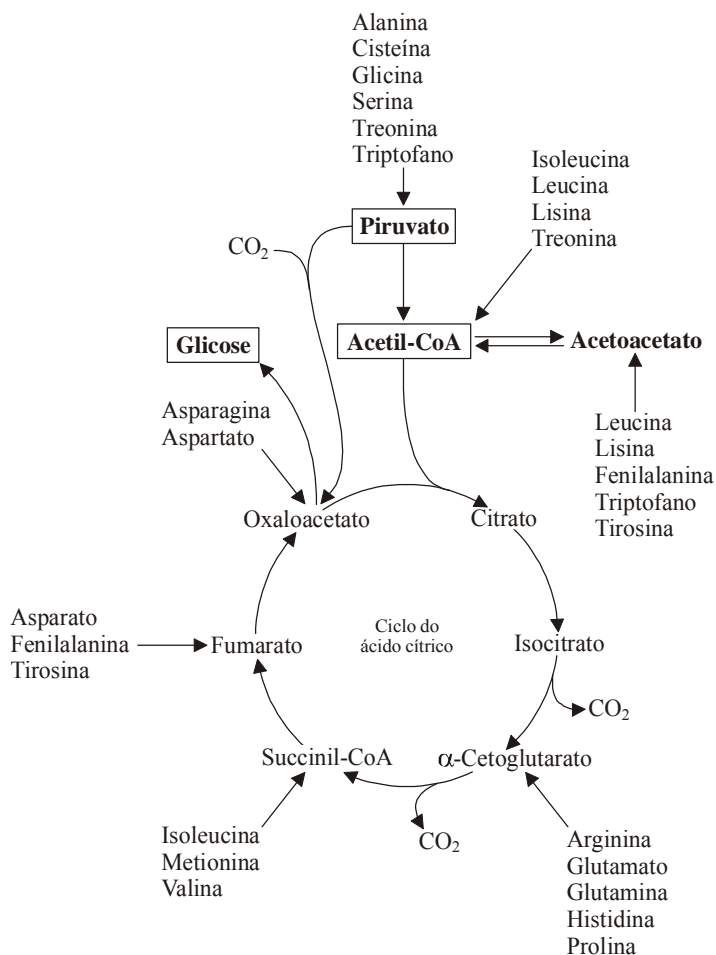 Alanina
Cisteína
Glicina
Serina
Treonina
Triptofano
Isoleucina
Leucina
Lisina
Treonina
Piruvato
CO₂
Glicose
Acetil-CoA
Acetoacetato
Asparagina
Aspartato
Leucina
Lisina
Fenilalanina
Triptofano
Tirosina
Oxaloacetato
Citrato
Asparato
Fenilalanina
Tirosina
Fumarato
Ciclo do
ácido cítrico
Isocitrato
CO₂
Succinil-CoA
α-Cetoglutarato
CO₂
Isoleucina
Metionina
Valina
Arginina
Glutamato
Glutamina
Histidina
Prolina